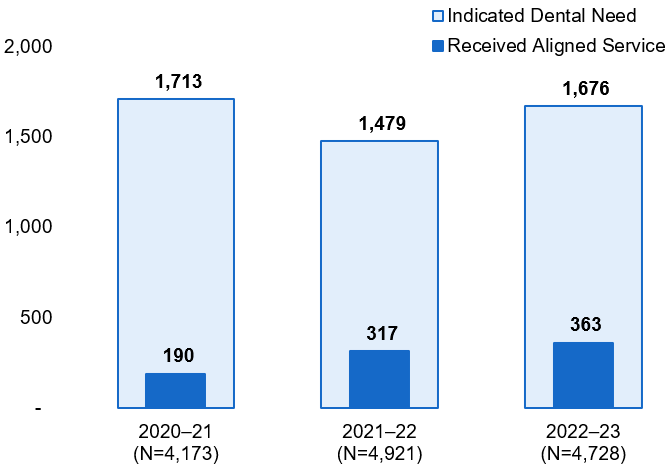 Indicated Dental Need
Received Aligned Service
2,000
1,500
1,000
500
-
1,713
1,479
1,676
190
317
363
2020–21
(N=4,173)
2021–22
(N=4,921)
2022–23
(N=4,728)